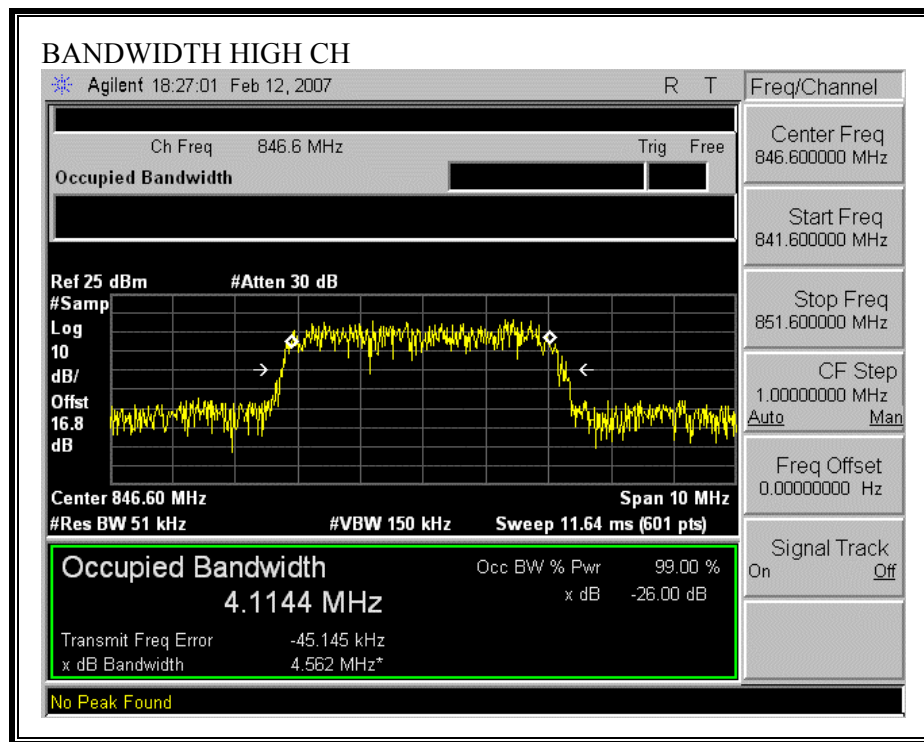 BANDWIDTH HIGH CH
Agilent 18:27:01 Feb 12, 2007 R T
Freq/Channel
Ch Freq 846.6 MHz Trig Free
Occupied Bandwidth
Center Freq
846.600000 MHz
Start Freq
841.600000 MHz
Stop Freq
851.600000 MHz
CF Step
1.00000000 MHz
Auto Man
Freq Offset
0.00000000 Hz
Signal Track
On Off
Ref 25 dBm #Atten 30 dB
#Samp
Log
10
dB/
Offst
16.8
dB
Center 846.60 MHz Span 10 MHz
#Res BW 51 kHz #VBW 150 kHz Sweep 11.64 ms (601 pts)
Occupied Bandwidth Occ BW % Pwr 99.00 %
4.1144 MHz x dB -26.00 dB
Transmit Freq Error -45.145 kHz
x dB Bandwidth 4.562 MHz*
No Peak Found